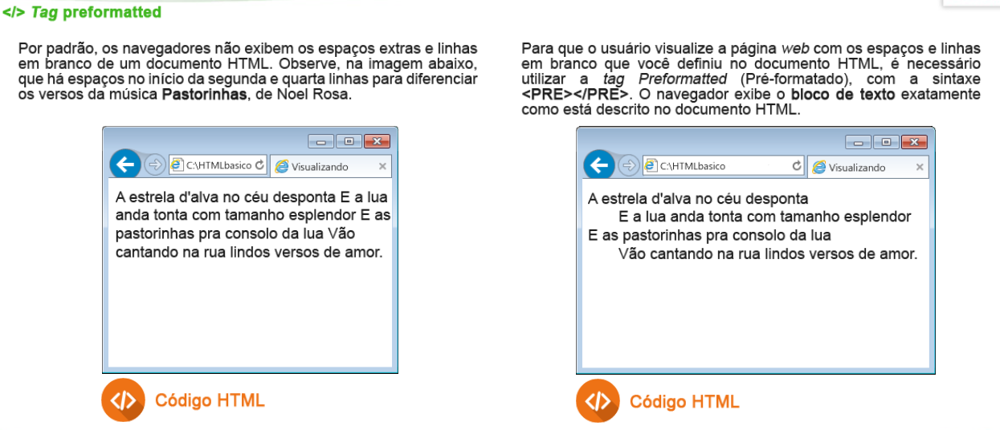 </> Tag preformatted
Por padrão, os navegadores não exibem os espaços extras e linhas
em branco de um documento HTML. Observe, na imagem abaixo,
que há espaços no início da segunda e quarta linhas para diferenciar
os versos da música Pastorinhas, de Noel Rosa.
C:\HTMLbasico
Visualizando
A estrela d'alva no céu desponta E a lua
anda tonta com tamanho esplendor E as
pastorinhas pra consolo da lua Vão
cantando na rua lindos versos de amor.
</> Código HTML
Para que o usuário visualize a página web com os espaços e linhas
em branco que você definiu no documento HTML, é necessário
utilizar a tag Preformatted (Pré-formatado), com a sintaxe
<PRE></PRE>. O navegador exibe o bloco de texto exatamente
como está descrito no documento HTML.
C:\HTMLbasico
Visualizando
A estrela d'alva no céu desponta
E a lua anda tonta com tamanho esplendor
E as pastorinhas pra consolo da lua
Vão cantando na rua lindos versos de amor.
</> Código HTML